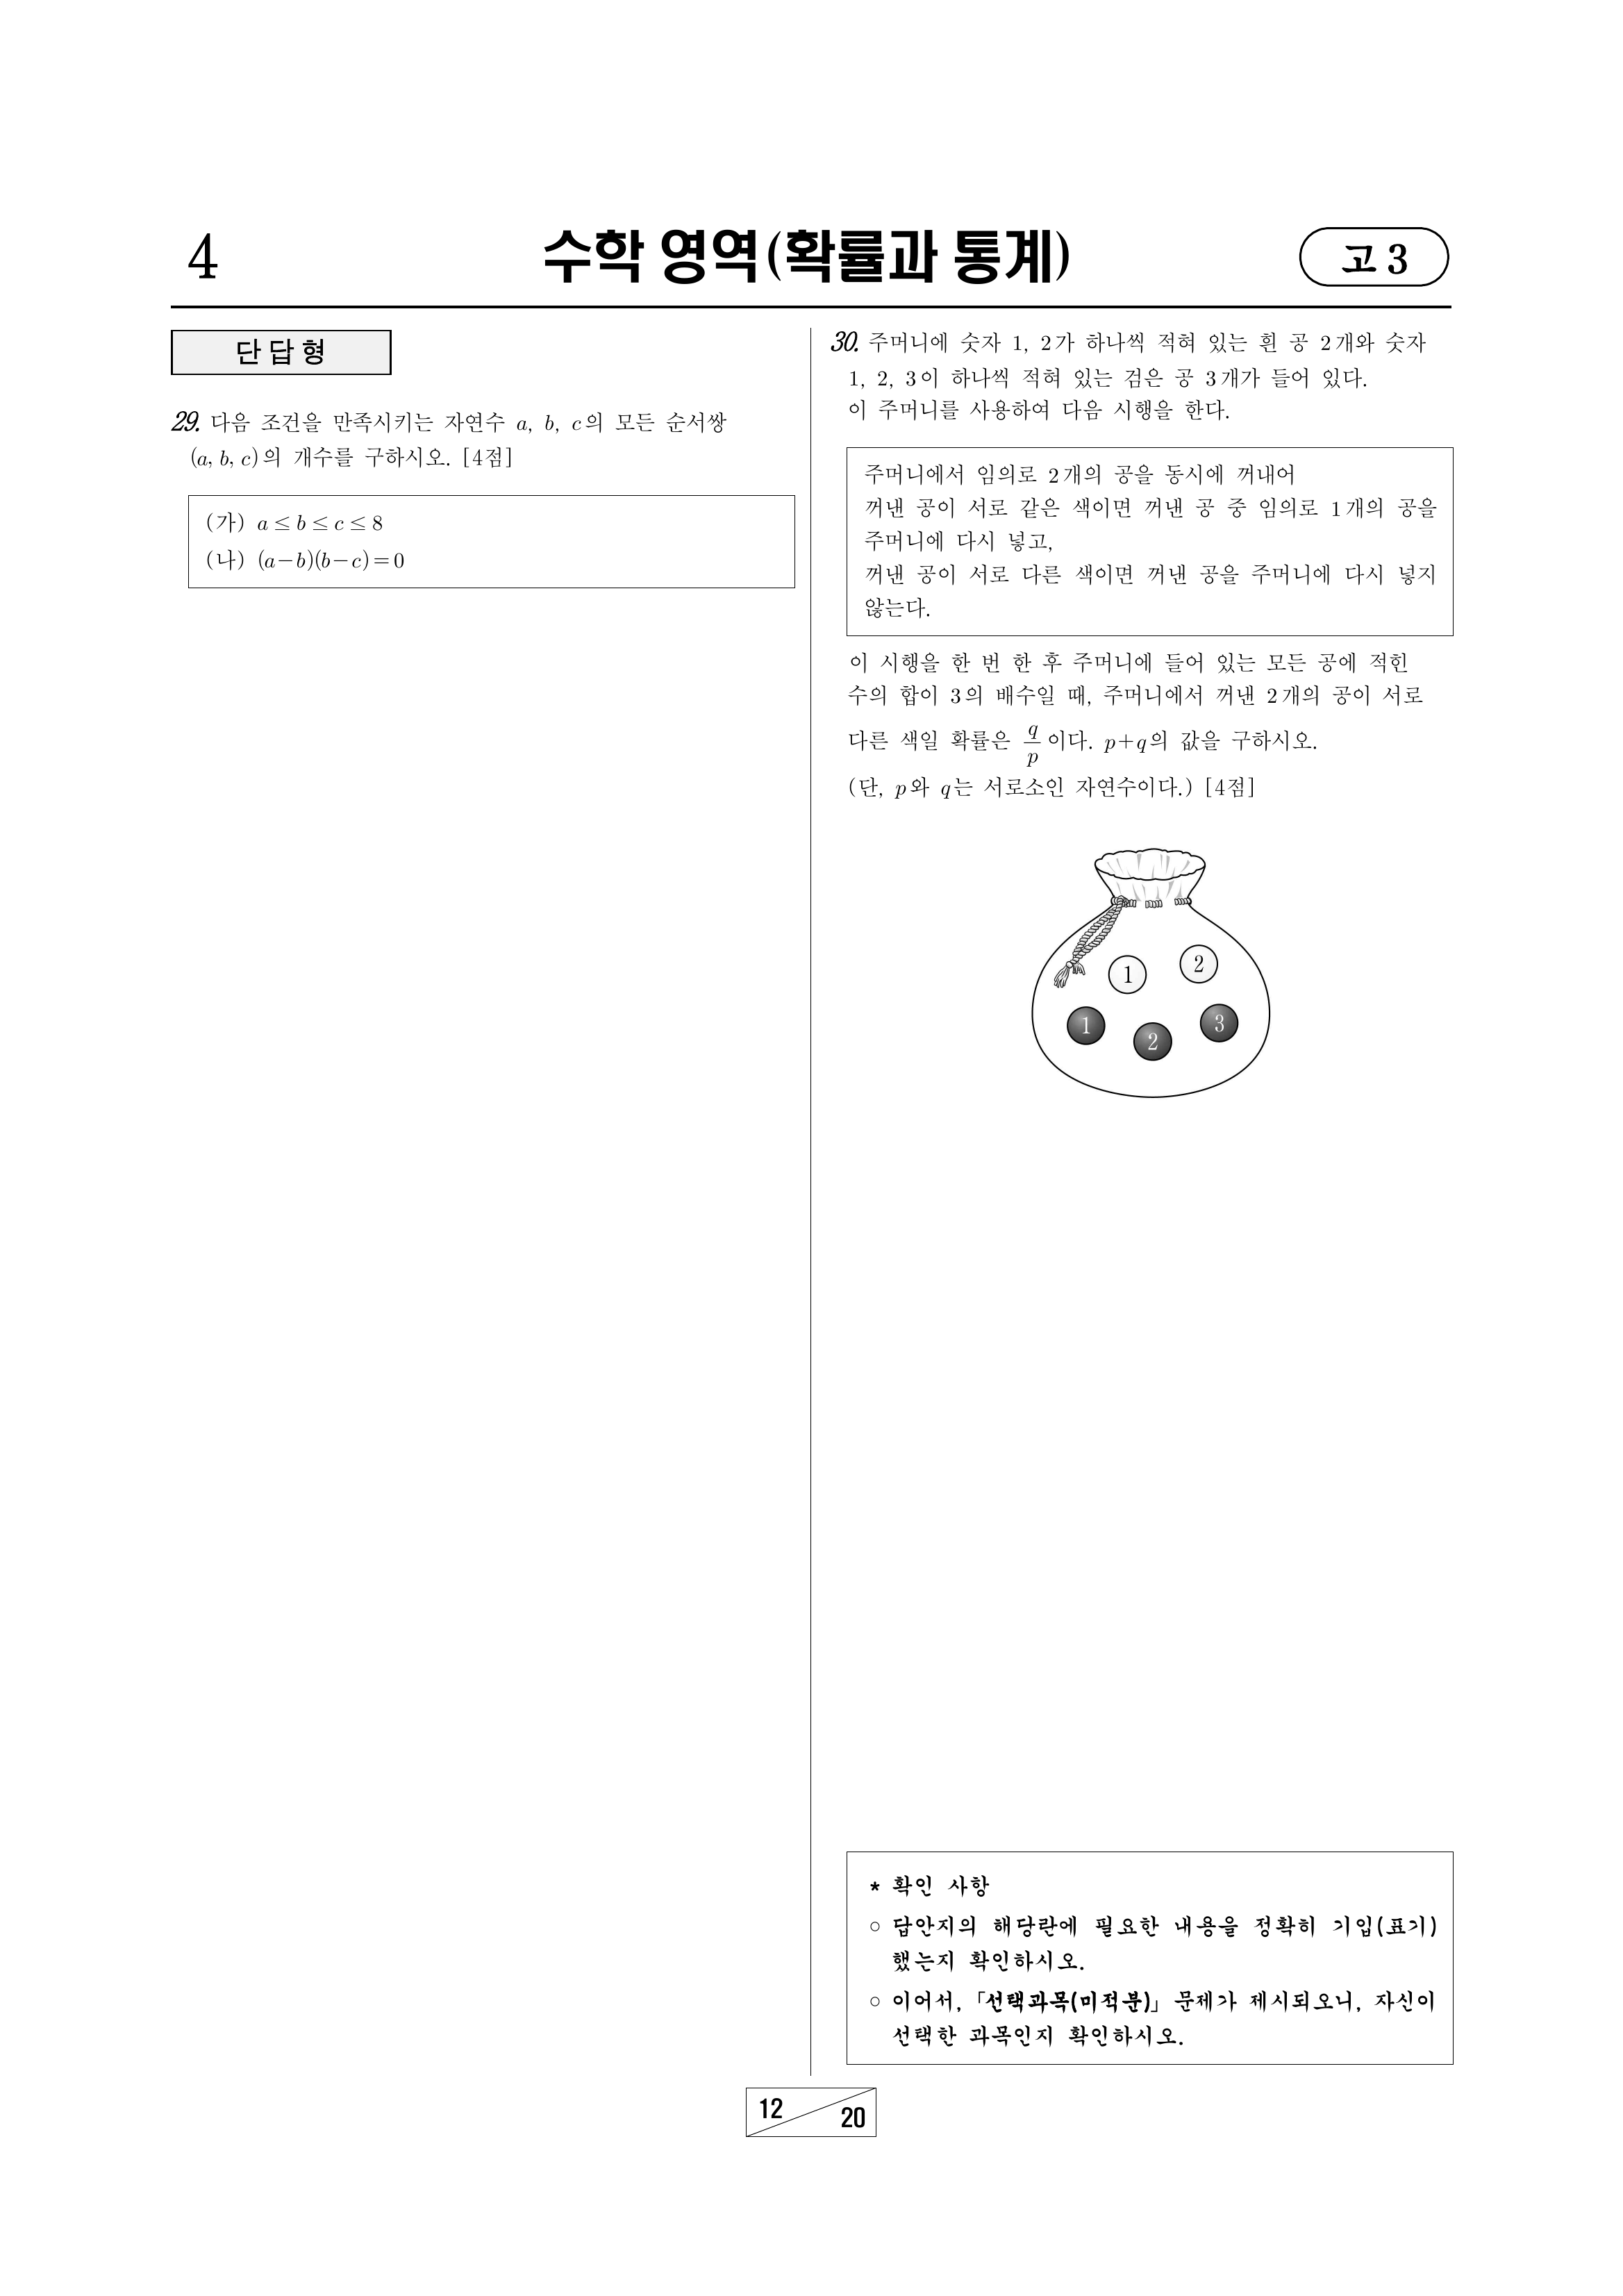 4
수학 영역(확률과 통계)
고 3
단 답 형
29. 다음 조건을 만족시키는 자연수 a, b, c의 모든 순서쌍
(a, b, c)의 개수를 구하시오. [4점]
(가) a ≤ b ≤ c ≤ 8
(나) (a−b)(b−c)=0
30. 주머니에 숫자 1, 2가 하나씩 적혀 있는 흰 공 2개와 숫자
1, 2, 3이 하나씩 적혀 있는 검은 공 3개가 들어 있다.
이 주머니를 사용하여 다음 시행을 한다.
주머니에서 임의로 2개의 공을 동시에 꺼내어
꺼낸 공이 서로 같은 색이면 꺼낸 공 중 임의로 1개의 공을
주머니에 다시 넣고,
꺼낸 공이 서로 다른 색이면 꺼낸 공을 주머니에 다시 넣지
않는다.
이 시행을 한 번 한 후 주머니에 들어 있는 모든 공에 적힌
수의 합이 3의 배수일 때, 주머니에서 꺼낸 2개의 공이 서로
다른 색일 확률은 q/p 이다. p+q의 값을 구하시오.
(단, p와 q는 서로소인 자연수이다.) [4점]
1
2
1
2
3
* 확인 사항
○ 답안지의 해당란에 필요한 내용을 정확히 기입(표기)
했는지 확인하시오.
○ 이어서, 「선택과목(미적분)」 문제가 제시되오니, 자신이
선택한 과목인지 확인하시오.
12
20